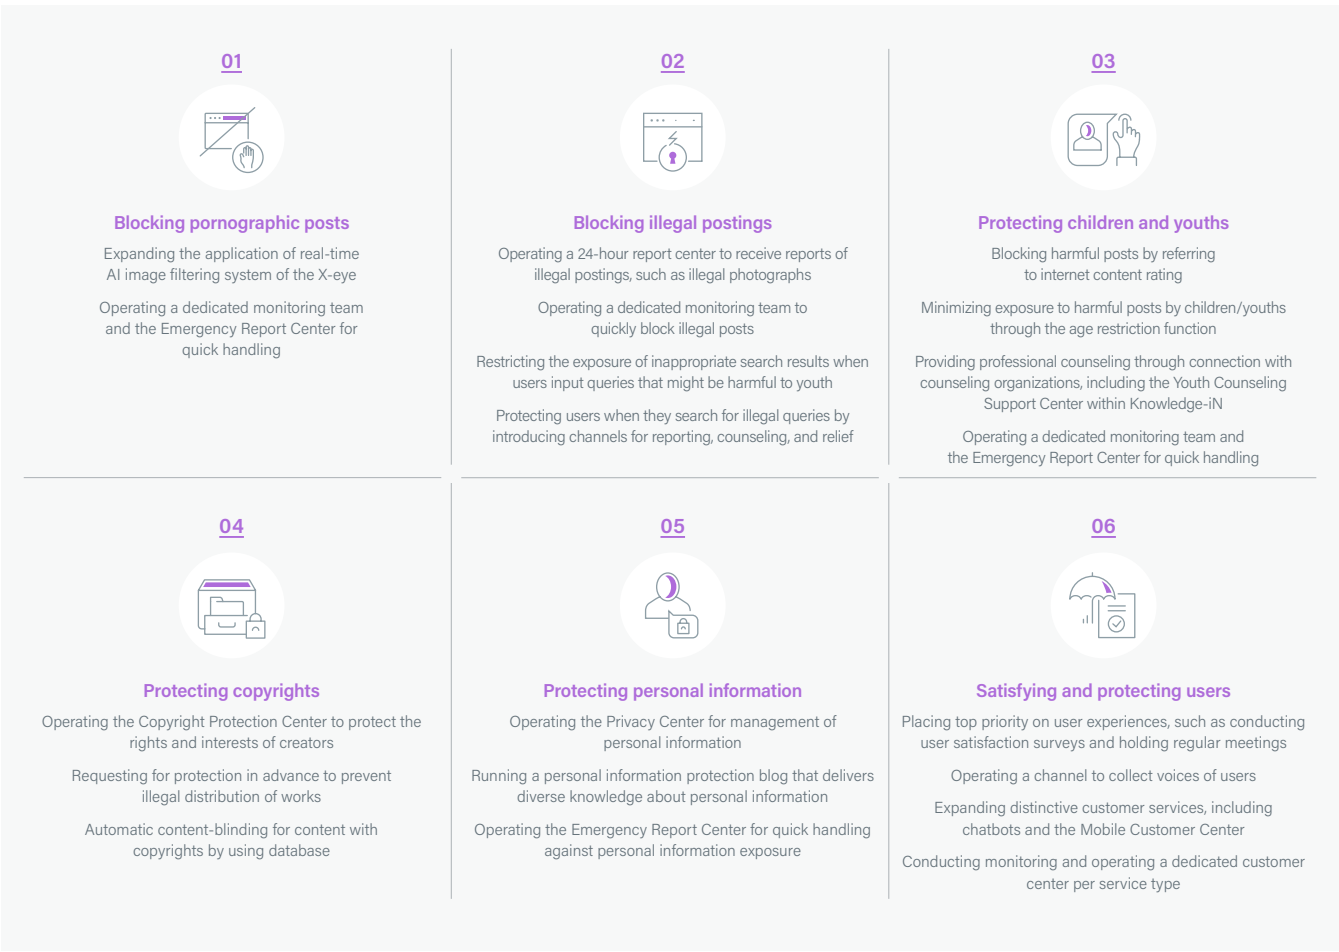 01
Blocking pornographic posts
Expanding the application of real-time
AI image filtering system of the X-eye
Operating a dedicated monitoring team
and the Emergency Report Center for
quick handling
02
Blocking illegal postings
Operating a 24-hour report center to receive reports of
illegal postings, such as illegal photographs
Operating a dedicated monitoring team to
quickly block illegal posts
Restricting the exposure of inappropriate search results when
users input queries that might be harmful to youth
Protecting users when they search for illegal queries by
introducing channels for reporting, counseling, and relief
03
Protecting children and youths
Blocking harmful posts by referring
to internet content rating
Minimizing exposure to harmful posts by children/youths
through the age restriction function
Providing professional counseling through connection with
counseling organizations, including the Youth Counseling
Support Center within Knowledge-iN
Operating a dedicated monitoring team and
the Emergency Report Center for quick handling
04
Protecting copyrights
Operating the Copyright Protection Center to protect the
rights and interests of creators
Requesting for protection in advance to prevent
illegal distribution of works
Automatic content-blinding for content with
copyrights by using database
05
Protecting personal information
Operating the Privacy Center for management of
personal information
Running a personal information protection blog that delivers
diverse knowledge about personal information
Operating the Emergency Report Center for quick handling
against personal information exposure
06
Satisfying and protecting users
Placing top priority on user experiences, such as conducting
user satisfaction surveys and holding regular meetings
Operating a channel to collect voices of users
Expanding distinctive customer services, including
chatbots and the Mobile Customer Center
Conducting monitoring and operating a dedicated customer
center per service type